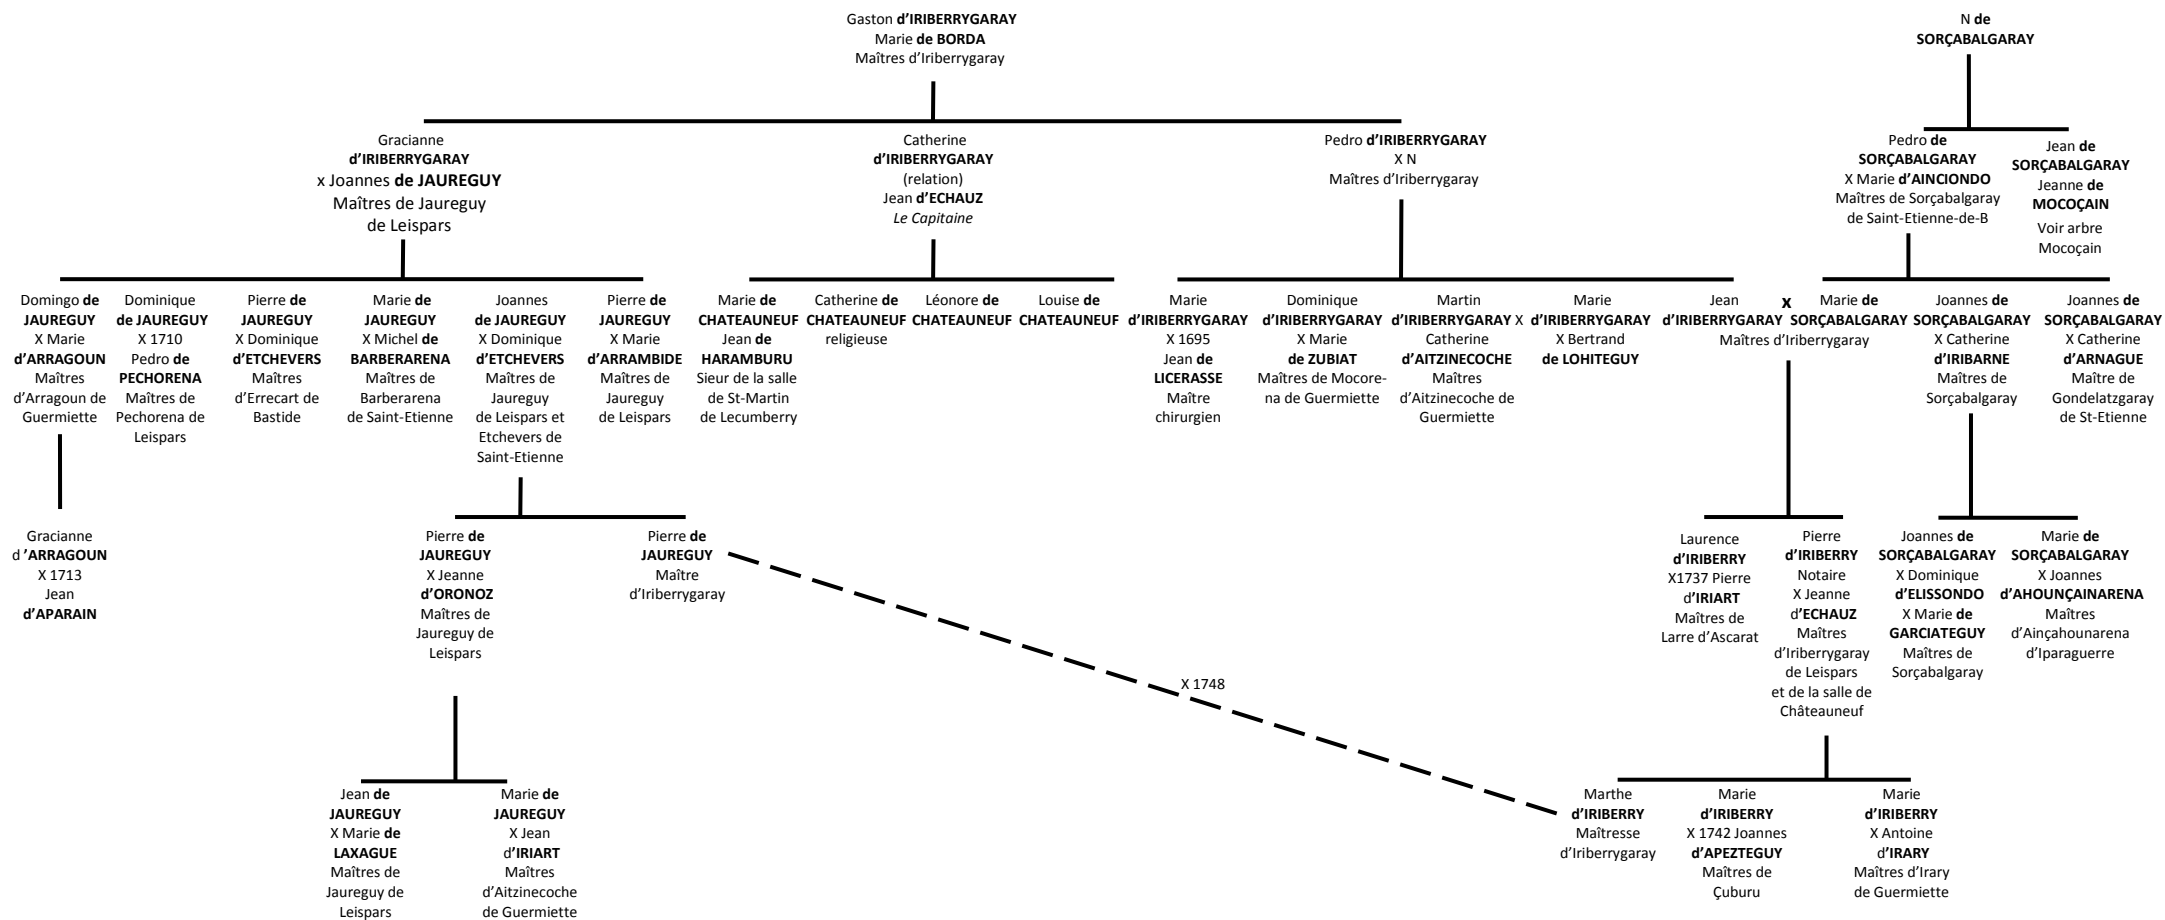 Gaston d’IRIBERRYGARAY
Marie de BORDA
Maîtres d’Iriberrygaray
N de
SORÇABALGARAY
Gracianne
d’IRIBERRYGARAY
x Joannes de JAUREGUY
Maîtres de Jaureguy
de Leispars
Catherine
d’IRIBERRYGARAY
(relation)
Jean d’ECHAUZ
Le Capitaine
Pedro d’IRIBERRYGARAY
X N
Maîtres d’Iriberrygaray
Pedro de
SORÇABALGARAY
X Marie d’AINCIONDO
Maîtres de Sorçabalgaray
de Saint-Etienne-de-B
Jean de
SORÇABALGARAY
Jeanne de
MOCOÇAIN
Voir arbre
Mocoçain
Domingo de
JAUREGUY
X Marie
d’ARRAGOUN
Maîtres
d’Arragoun de
Guermiette
Dominique
de JAUREGUY
X 1710
Pedro de
PECHORENA
Maîtres de
Pechorena de
Leispars
Pierre de
JAUREGUY
X Dominique
d’ETCHEVERS
Maîtres
d’Errecart de
Bastide
Marie de
JAUREGUY
X Michel de
BARBERARENA
Maîtres de
Barberarena
de Saint-Etienne
Joannes
de JAUREGUY
X Dominique
d’ETCHEVERS
Maîtres de
Jaureguy
de Leispars et
Etchevers de
Saint-Etienne
Pierre de
JAUREGUY
X Marie
d’ARRAMBIDE
Maîtres de
Jaureguy
de Leispars
Marie de
CHATEAUNEUF
Jean de
HARAMBURU
Sieur de la salle
de St-Martin
de Lecumberry
Catherine de
CHATEAUNEUF
religieuse
Léonore de
CHATEAUNEUF
Louise de
CHATEAUNEUF
Marie
d’IRIBERRYGARAY
X 1695
Jean de
LICERASSE
Maître
chirurgien
Dominique
d’IRIBERRYGARAY
X Marie
de ZUBIAT
Maîtres de Mocore-
na de Guermiette
Martin
d’IRIBERRYGARAY X
Catherine
d’AITZINECOCHE
Maîtres
d’Aitzinecoche de
Guermiette
Marie
d’IRIBERRYGARAY
X Bertrand
de LOHITEGUY
Jean
d’IRIBERRYGARAY
x
Marie de
SORÇABALGARAY
Maîtres d’Iriberrygaray
Joannes de
SORÇABALGARAY
X Catherine
d’IRIBARNE
Maîtres de
Sorçabalgaray
Joannes de
SORÇABALGARAY
X Catherine
d’ARNAGUE
Maître de
Gondelatzgaray
de St-Etienne
Gracianne
d ’ARRAGOUN
X 1713
Jean
d’APARAIN
Pierre de
JAUREGUY
X Jeanne
d’ORONOZ
Maîtres de
Jaureguy de
Leispars
Pierre de
JAUREGUY
Maître
d’Iriberrygaray
Laurence
d’IRIBERRY
X1737 Pierre
d’IRIART
Maîtres de
Larre d’Ascarat
Pierre
d’IRIBERRY
Notaire
X Jeanne
d’ECHAUZ
Maîtres
d’Iriberrygaray
de Leispars
et de la salle de
Châteauneuf
Joannes de
SORÇABALGARAY
X Dominique
d’ELISSONDO
X Marie de
GARCIATEGUY
Maîtres de
Sorçabalgaray
Marie de
SORÇABALGARAY
X Joannes
d’AHOUNÇAINARENA
Maîtres
d’Ainçahounarena
d’Iparaguerre
X 1748
Jean de
JAUREGUY
X Marie de
LAXAGUE
Maîtres de
Jaureguy de
Leispars
Marie de
JAUREGUY
X Jean
d’IRIART
Maîtres
d’Aitzinecoche
de Guermiette
Marthe
d’IRIBERRY
Maîtresse
d’Iriberrygaray
Marie
d’IRIBERRY
X 1742 Joannes
d’APEZTEGUY
Maîtres de
Çuburu
Marie
d’IRIBERRY
X Antoine
d’IRARY
Maîtres d’Irary
de Guermiette